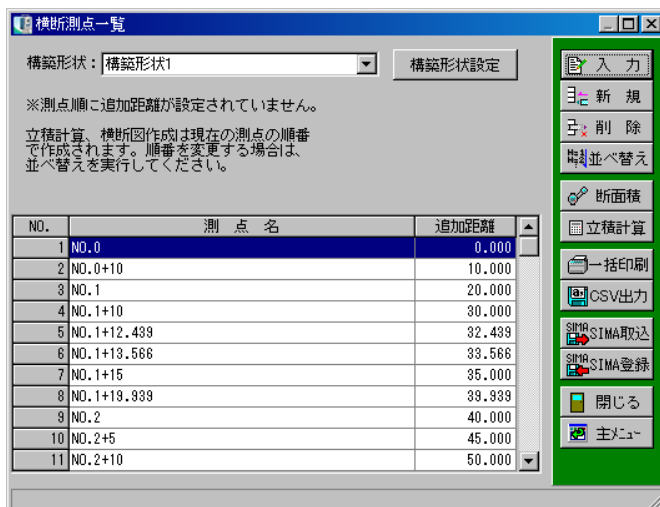 横断測点一覧
構築形状：構築形状1 構築形状設定
※測点順に追加距離が設定されていません。
立積計算、横断図作成は現在の測点の順番
で作成されます。順番を変更する場合は、
並べ替えを実行してください。
NO. 測 点 名 追加距離
1 NO.0 0.000
2 NO.0+10 10.000
3 NO.1 20.000
4 NO.1+10 30.000
5 NO.1+12.439 32.439
6 NO.1+13.566 33.566
7 NO.1+15 35.000
8 NO.1+19.939 39.939
9 NO.2 40.000
10 NO.2+5 45.000
11 NO.2+10 50.000
入 力
新 規
削 除
並べ替え
断面積
立積計算
一括印刷
CSV出力
SIMA SIMA取込
SIMA SIMA登録
閉じる
主ﾒﾆｭｰ